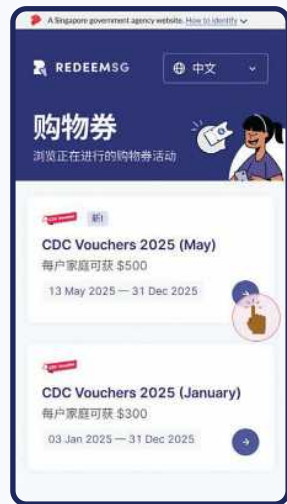 A Singapore government agency website. How to identify
REDEEMSG
中文
购物券
浏览正在进行的购物券活动
CDC Voucher
新!
CDC Vouchers 2025 (May)
每户家庭可获 $500
13 May 2025 — 31 Dec 2025
CDC Vouchers 2025 (January)
每户家庭可获 $300
03 Jan 2025 — 31 Dec 2025